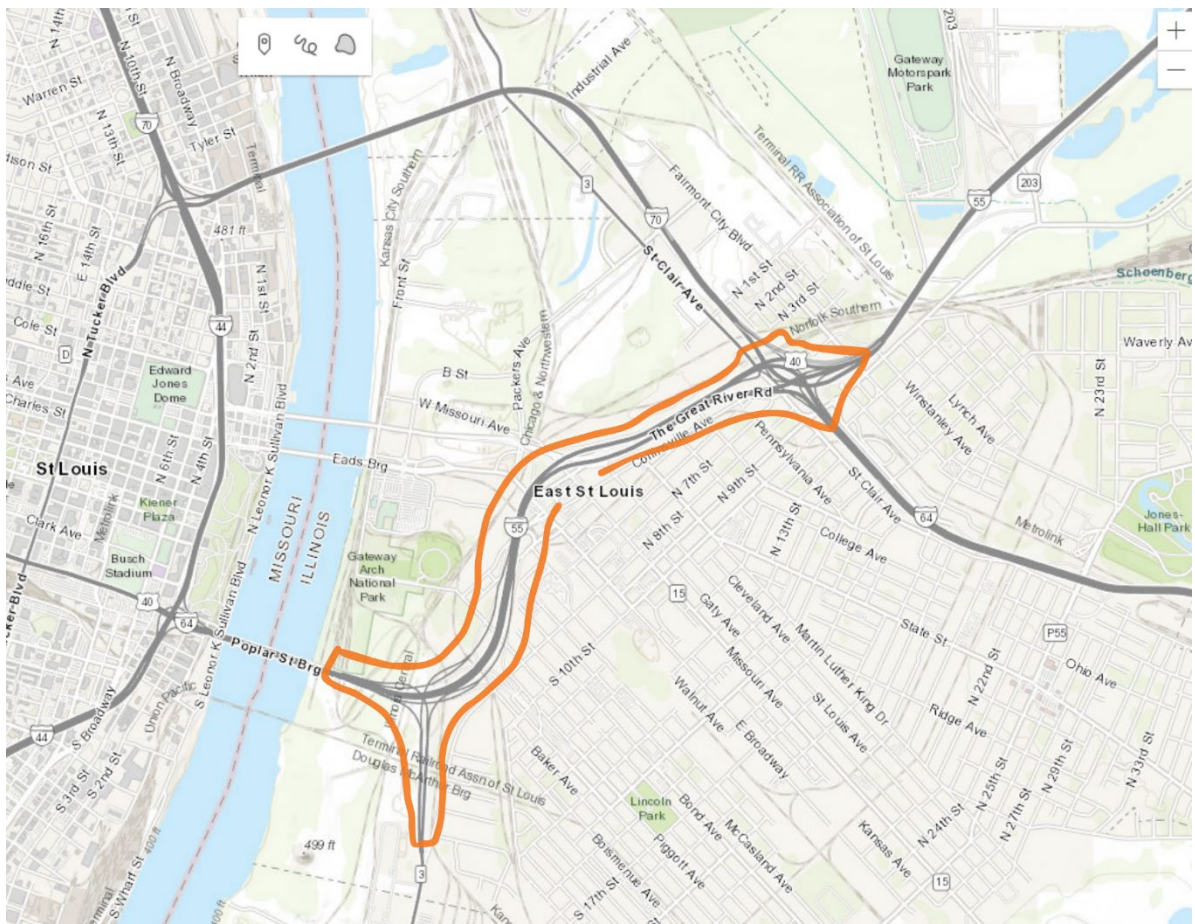 N 14th St
N 10th St
N Broadway
203
Gateway
Motorspark
Park
Industrial Ave
Warren St
70
N 13th St
Tyler St
Terminal
Terminal RR Association of St Louis
203
55
Kansas City Southern
3
Fairmont City Blvd
70
N 16th St
E 14th St
481 ft
Front St
St Clair Ave
N 1st St
N 2nd St
N 3rd St
Norfolk Southern
Schoenberg
N Tucker Blvd
N 1st St
Cole St
44
D
N 2nd St
Packers Ave
Chicago & Northwestern
B St
40
Waverly Av
Edward
Jones
Dome
W Missouri Ave
The Great River Rd
N 23rd St
Lynch Ave
Winstanley Ave
Charles St
N 6th St
N 4th St
N Leonor K Sullivan Blvd
Collinsville Ave
Pennsylvania Ave
St Louis
Eads Brg
East St Louis
N 7th St
N 9th St
St Clair Ave
Kiener
Plaza
MISSOURI
ILLINOIS
55
N 8th St
N 13th St
64
Metrolink
Jones-
Hall Park
Clark Ave
Metrolink
Busch
Stadium
Gateway
Arch
National
Park
College Ave
15
Gaty Ave
Cleveland Ave
Martin Luther King Dr
State St
P55
40
64
Poplar St Brg
S Leonor K Sullivan Blvd
Union Pacific
S 10th St
Missouri Ave
St Louis Ave
N 22nd St
Ohio Ave
Walnut Ave
E Broadway
Ridge Ave
44
S Broadway
S 3rd St
S 2nd St
Terminal Railroad Assn of St Louis
Douglas McArthur Brg
Baker Ave
N 25th St
N 29th St
N 27th St
N 33rd St
Lincoln
Park
Bond Ave
McCasland Ave
N 24th St
Kansas Ave
499 ft
3
Piggott Ave
Boismenue Ave
S 17th St
15
S Wharf St
400 ft
400 ft
Terminal